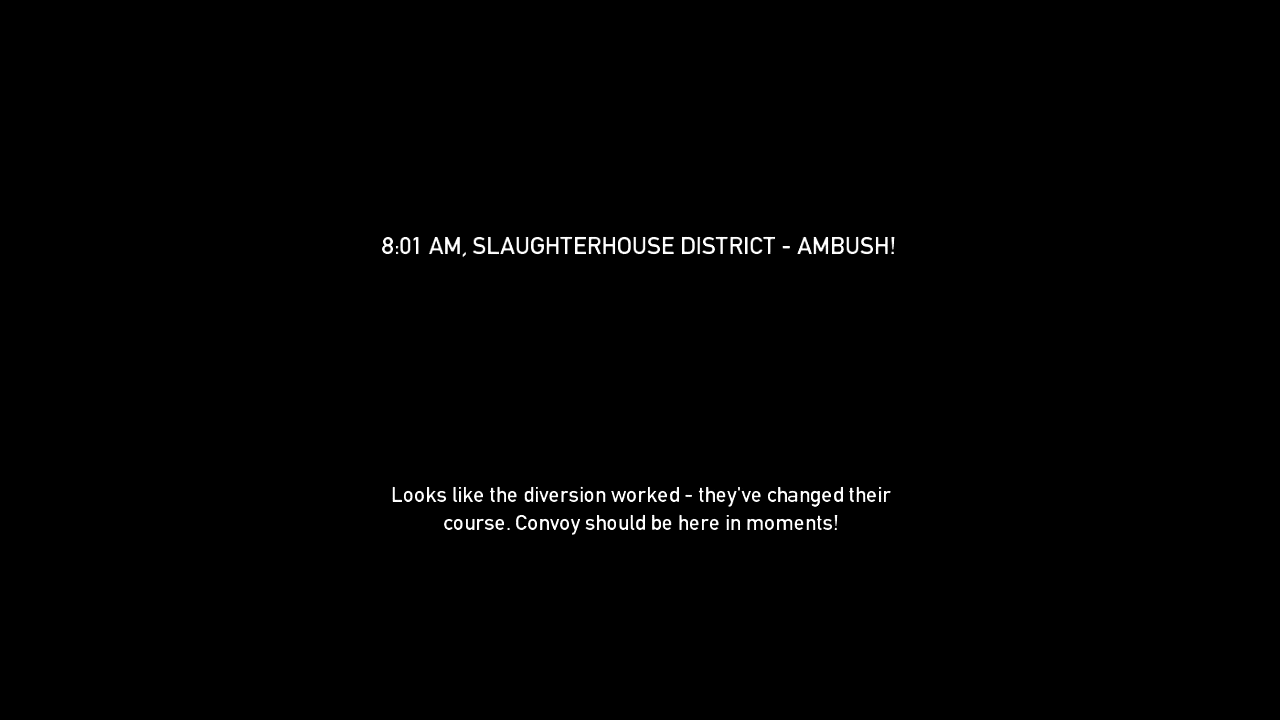 8:01 AM, SLAUGHTERHOUSE DISTRICT - AMBUSH!
Looks like the diversion worked - they've changed their
course. Convoy should be here in moments!